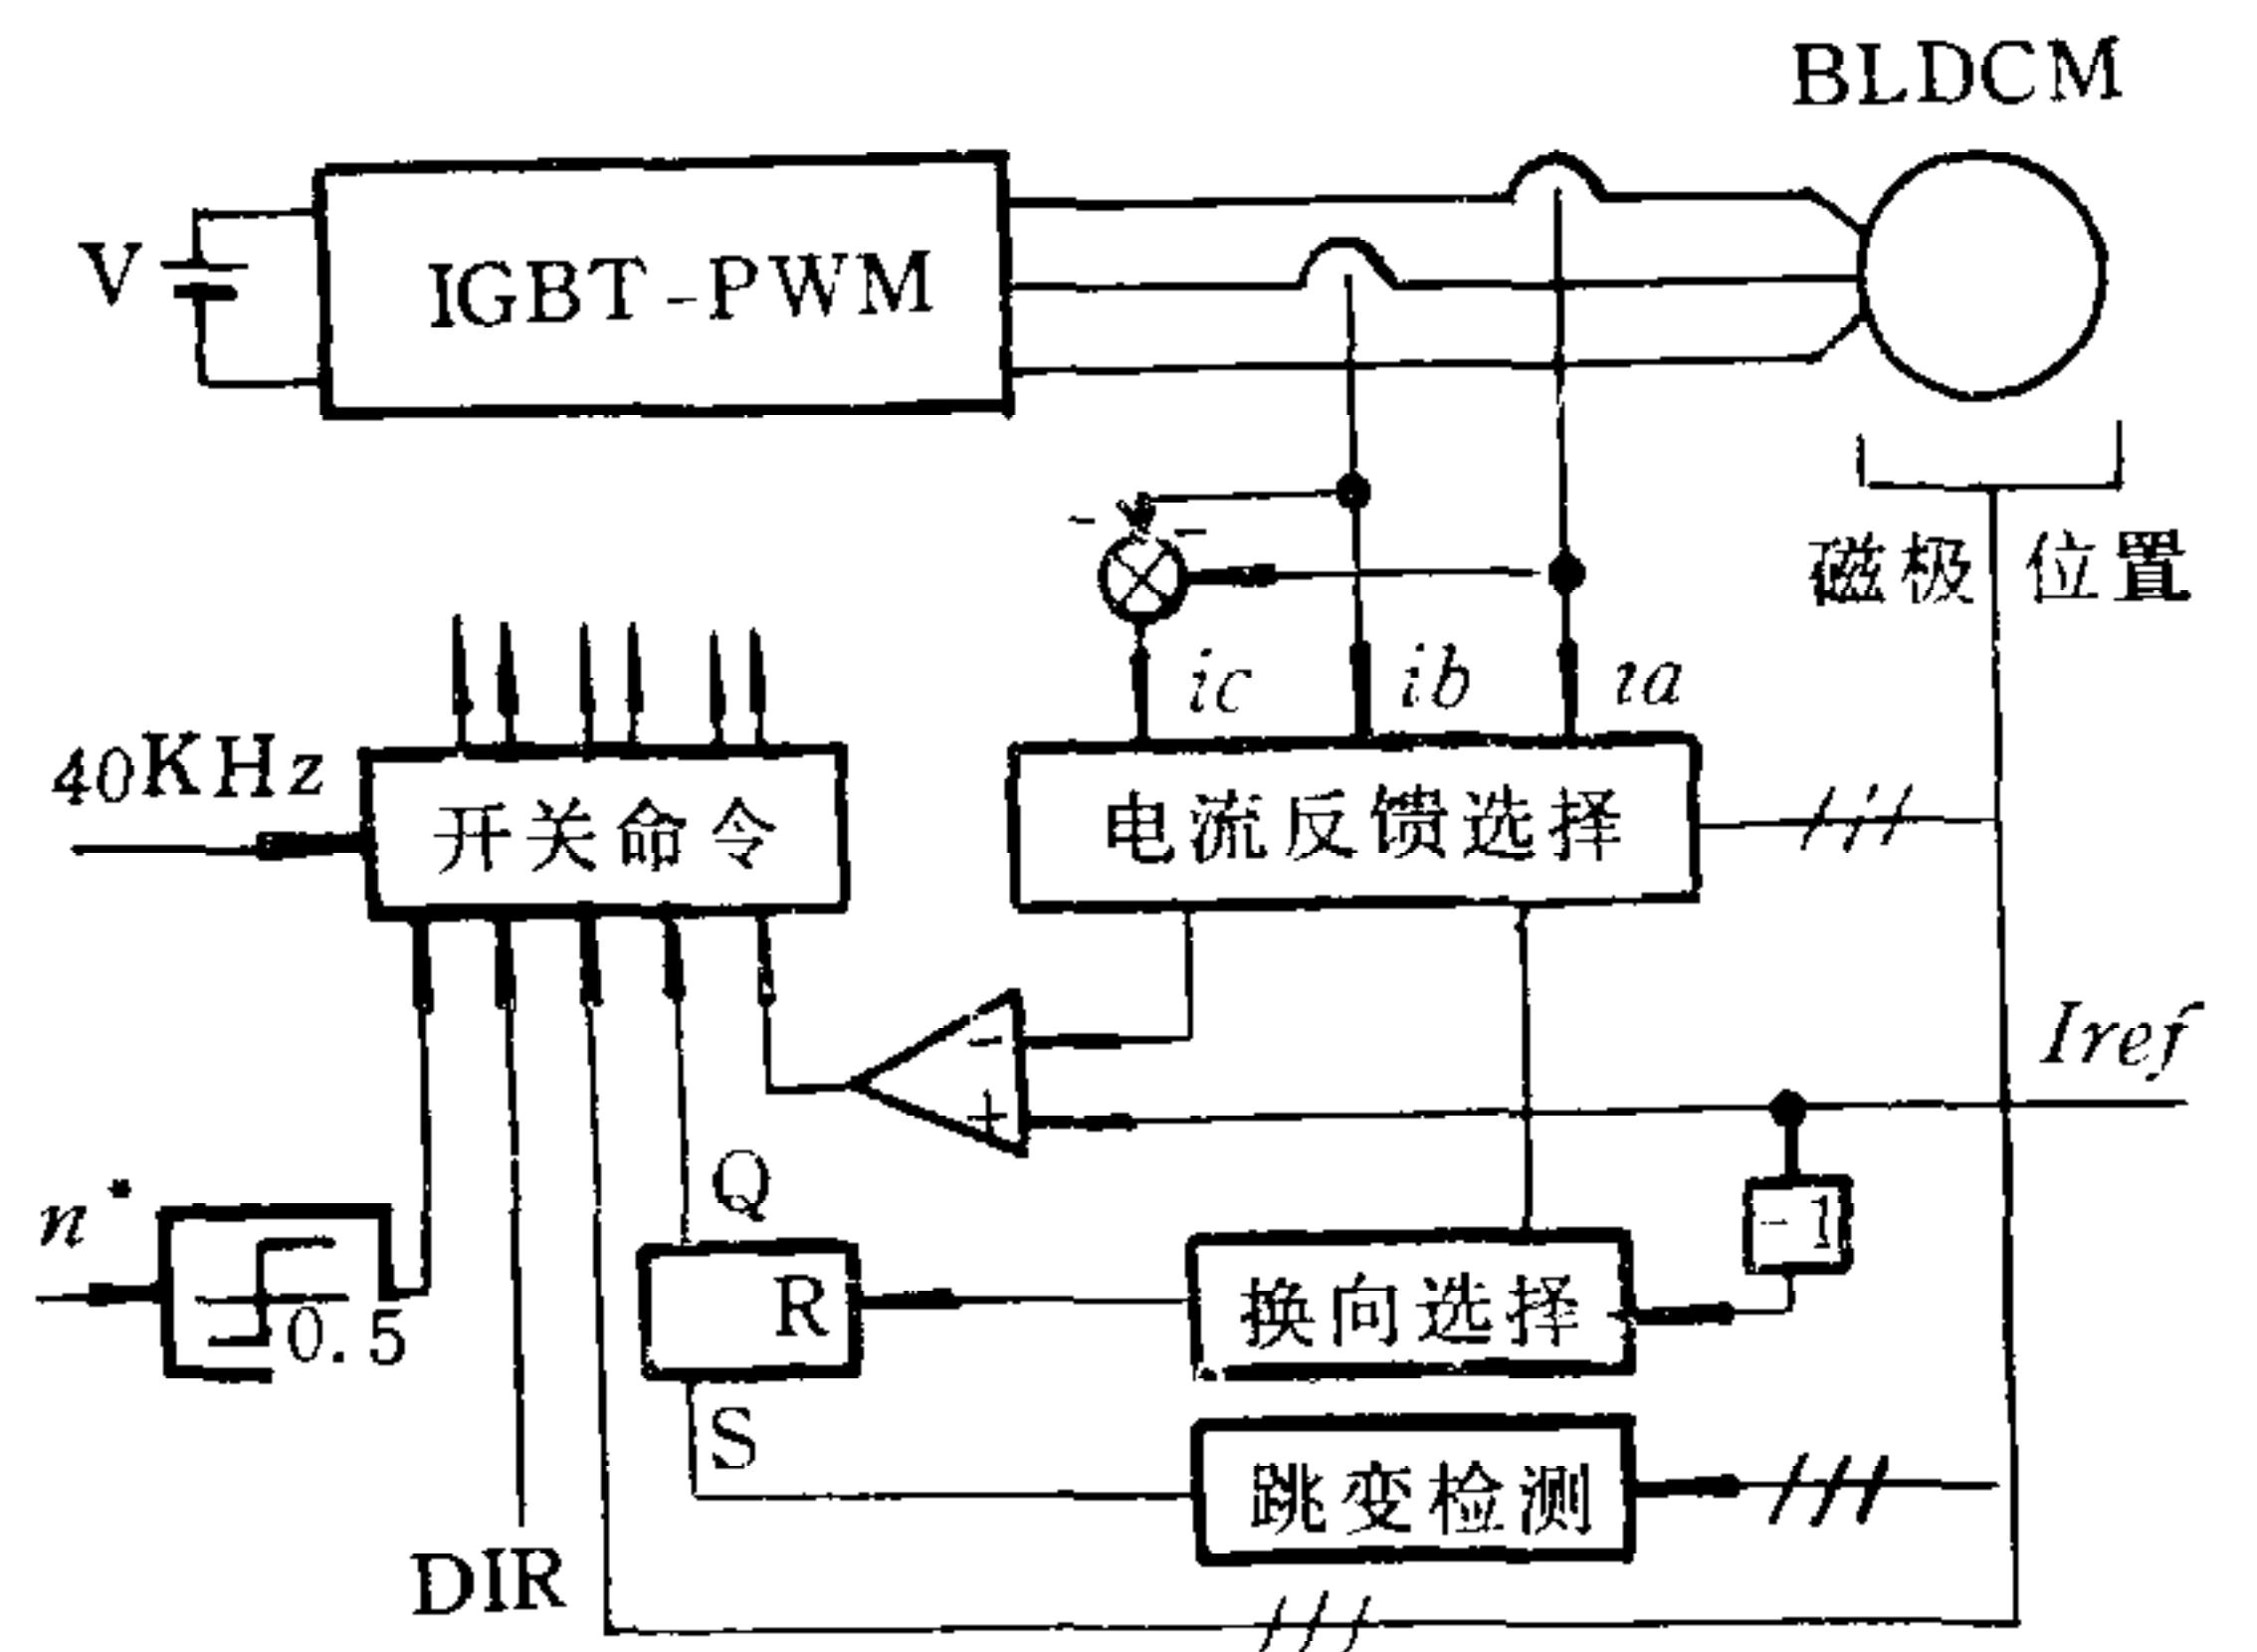 BLDCM
V
IGBT-PWM
磁极位置
ic ib ia
40KHz
开关命令
电流反馈选择
Iref
-
+
n*
0.5
Q
R
S
-1
换向选择
跳变检测
DIR